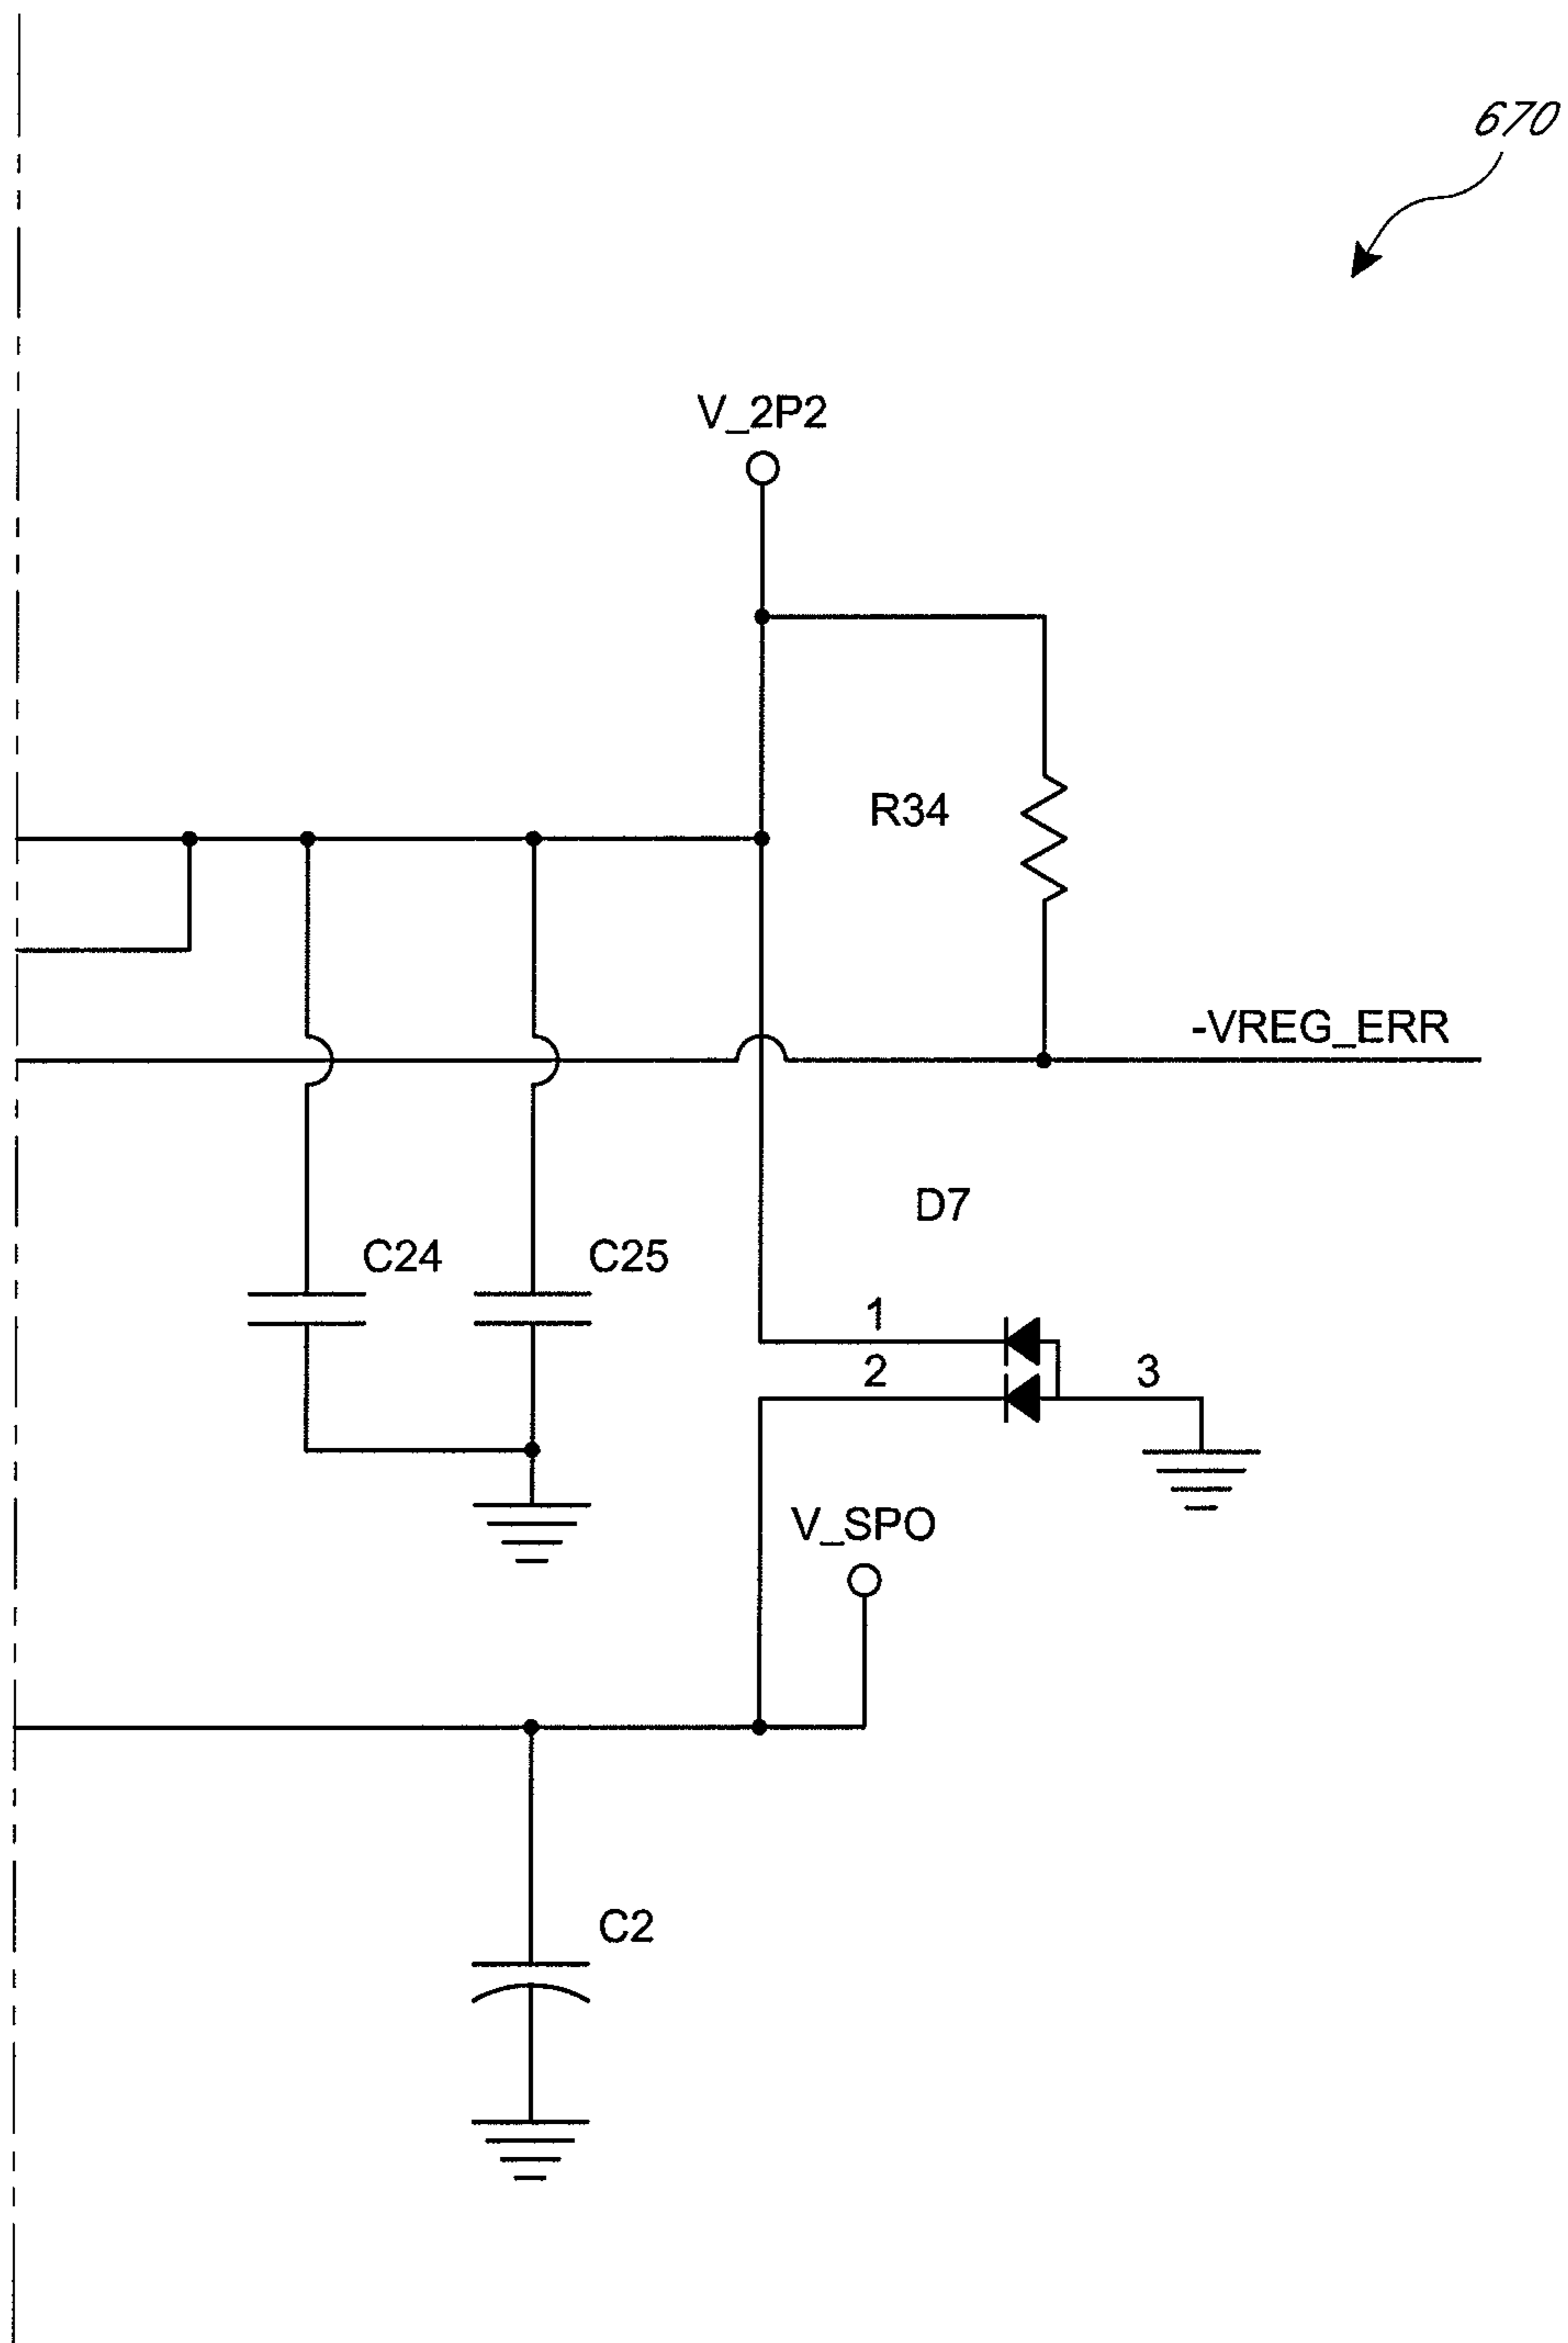 670
V_2P2
R34
-VREG_ERR
D7
C24
C25
1
2
3
V_SPO
C2